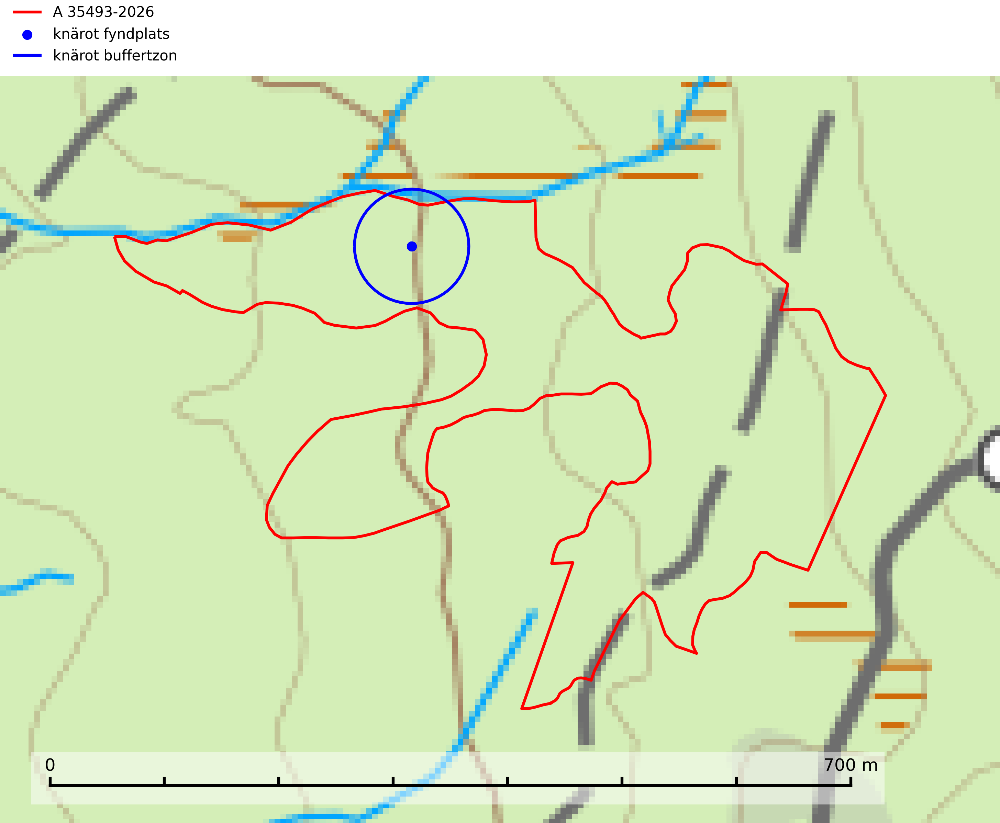 A 35493-2026
knärot fyndplats
knärot buffertzon
0
700 m